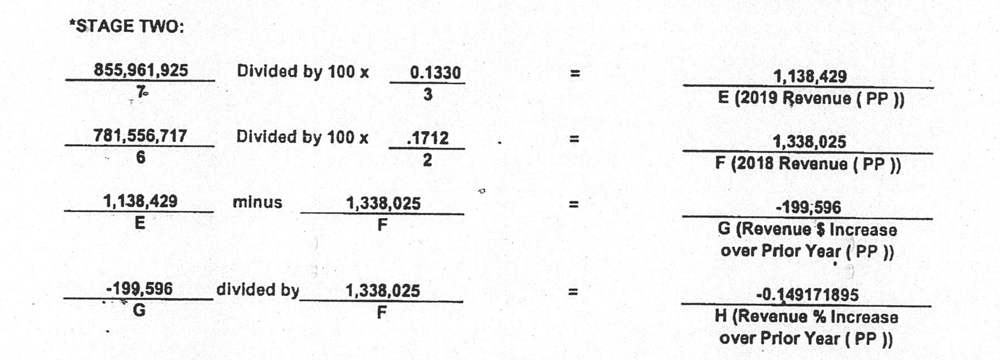 *STAGE TWO:
855,961,925 Divided by 100 x 0.1330 = 1,138,429
7 3 E (2019 Revenue ( PP ))
781,556,717 Divided by 100 x .1712 = 1,338,025
6 2 F (2018 Revenue ( PP ))
1,138,429 minus 1,338,025 = -199,596
E F G (Revenue $ Increase
over Prior Year ( PP ))
-199,596 divided by 1,338,025 = -0.149171895
G F H (Revenue % Increase
over Prior Year ( PP ))